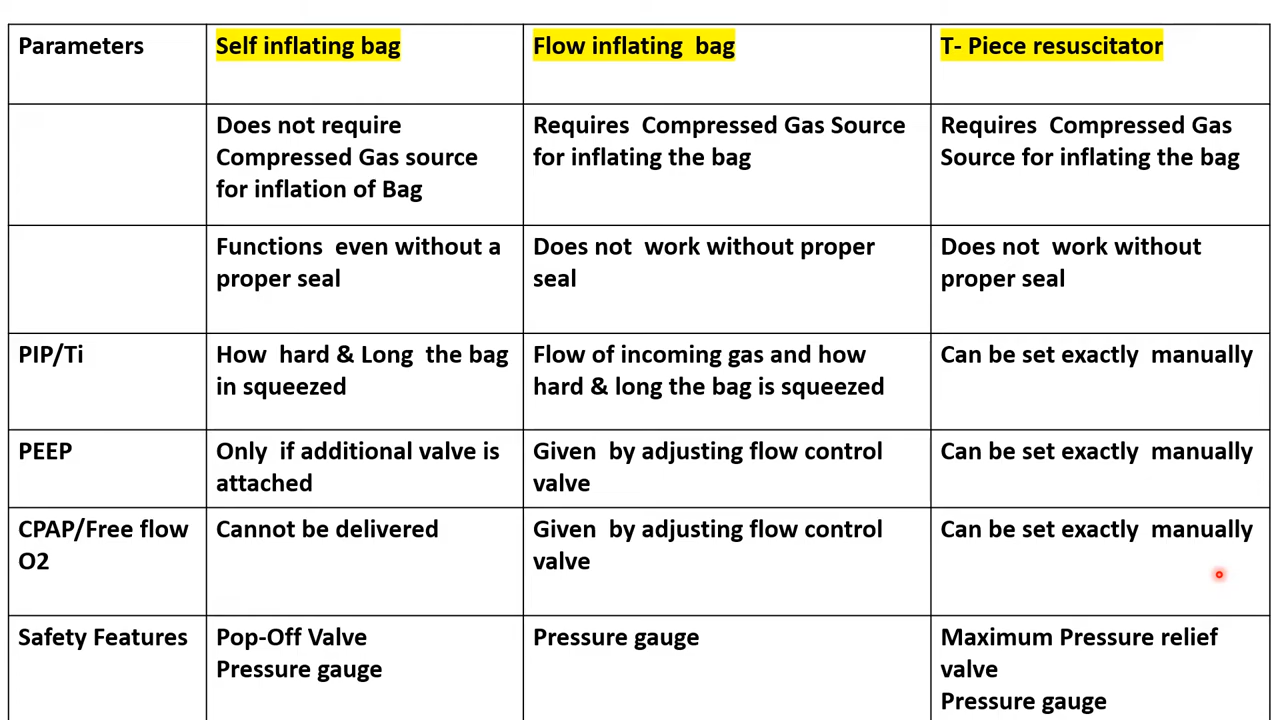 Parameters
Self inflating bag
Flow inflating bag
T- Piece resuscitator
Does not require
Compressed Gas source
for inflation of Bag
Requires Compressed Gas Source
for inflating the bag
Requires Compressed Gas
Source for inflating the bag
Functions even without a
proper seal
Does not work without proper
seal
Does not work without
proper seal
PIP/Ti
How hard & Long the bag
in squeezed
Flow of incoming gas and how
hard & long the bag is squeezed
Can be set exactly manually
PEEP
Only if additional valve is
attached
Given by adjusting flow control
valve
Can be set exactly manually
CPAP/Free flow
O2
Cannot be delivered
Given by adjusting flow control
valve
Can be set exactly manually
Safety Features
Pop-Off Valve
Pressure gauge
Pressure gauge
Maximum Pressure relief
valve
Pressure gauge